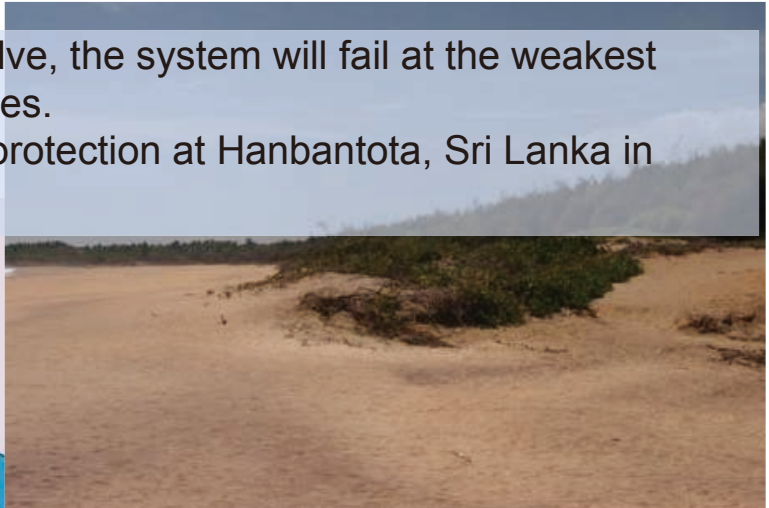 lve, the system will fail at the weakest
es.
protection at Hanbantota, Sri Lanka in